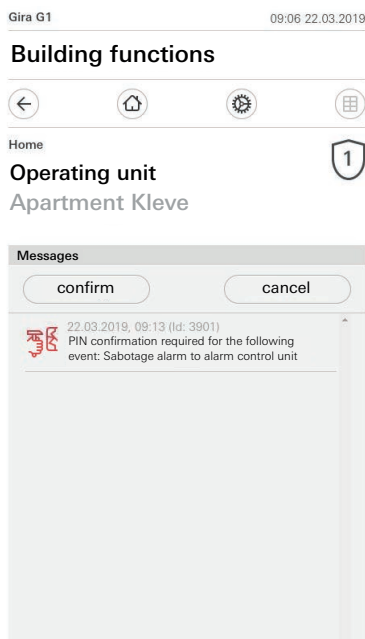 Gira G1 09:06 22.03.2019
Building functions
Home
Operating unit
1
Apartment Kleve
Messages
confirm cancel
22.03.2019, 09:13 (Id: 3901)
PIN confirmation required for the following
event: Sabotage alarm to alarm control unit